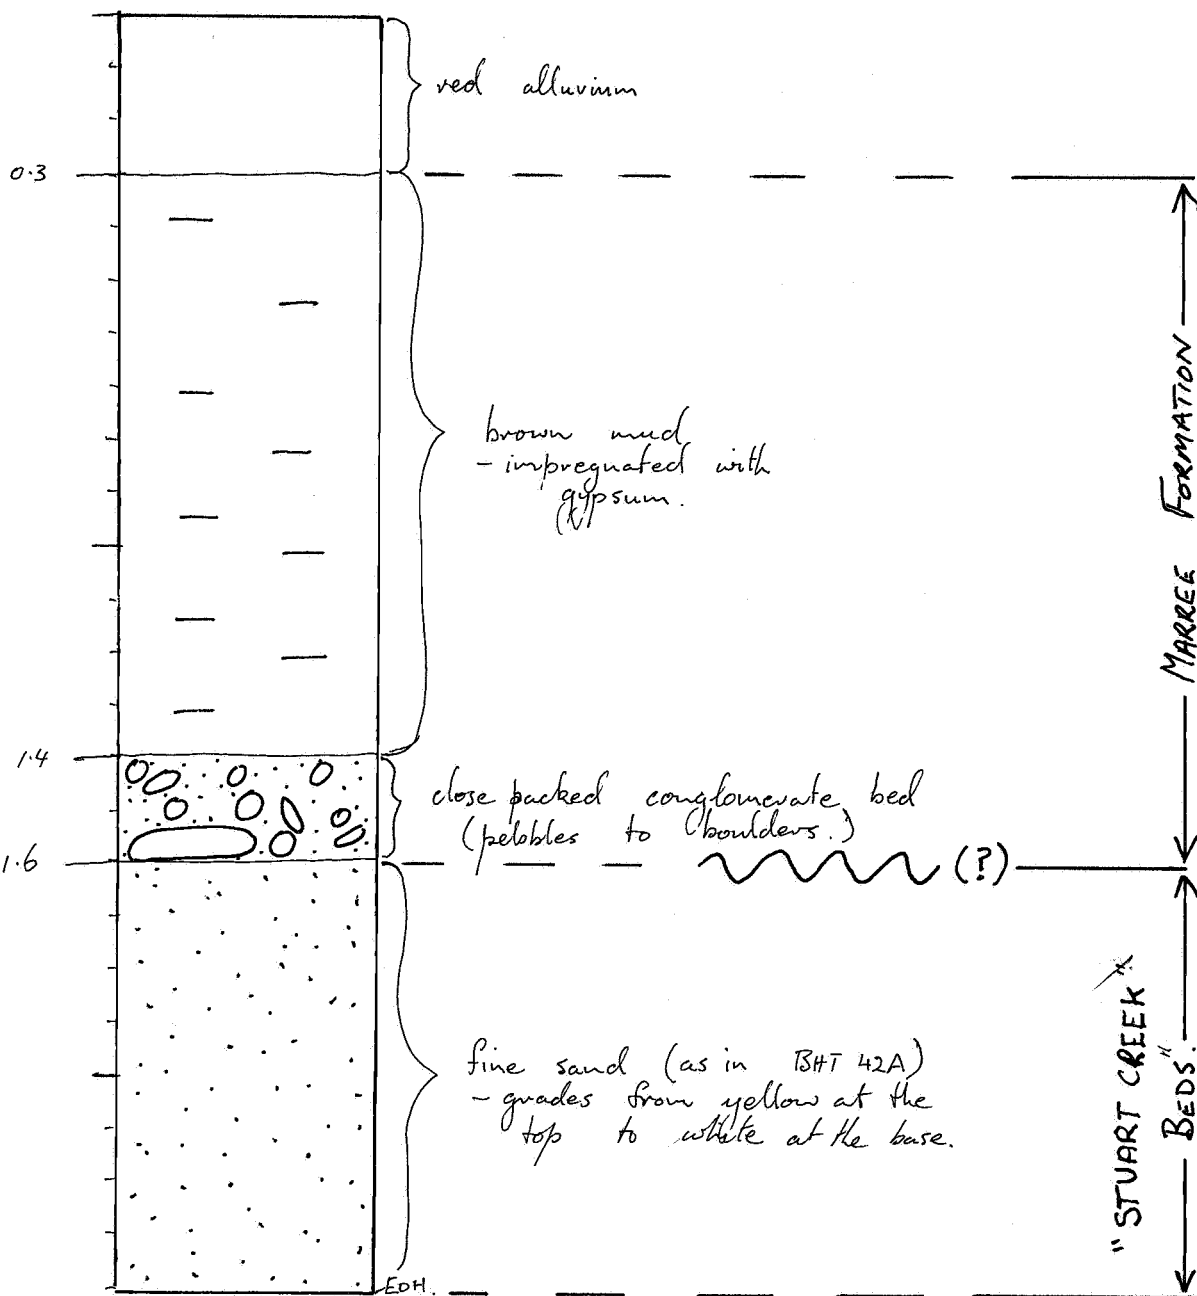 red alluvium
0.3
brown mud
- impregnated with
gypsum.
1.4
close packed conglomerate bed
(pebbles to boulders.)
1.6
(?)
fine sand (as in BHT 42A)
- grades from yellow at the
top to white at the base.
EOH.
MARREE FORMATION
"STUART CREEK"
BEDS."